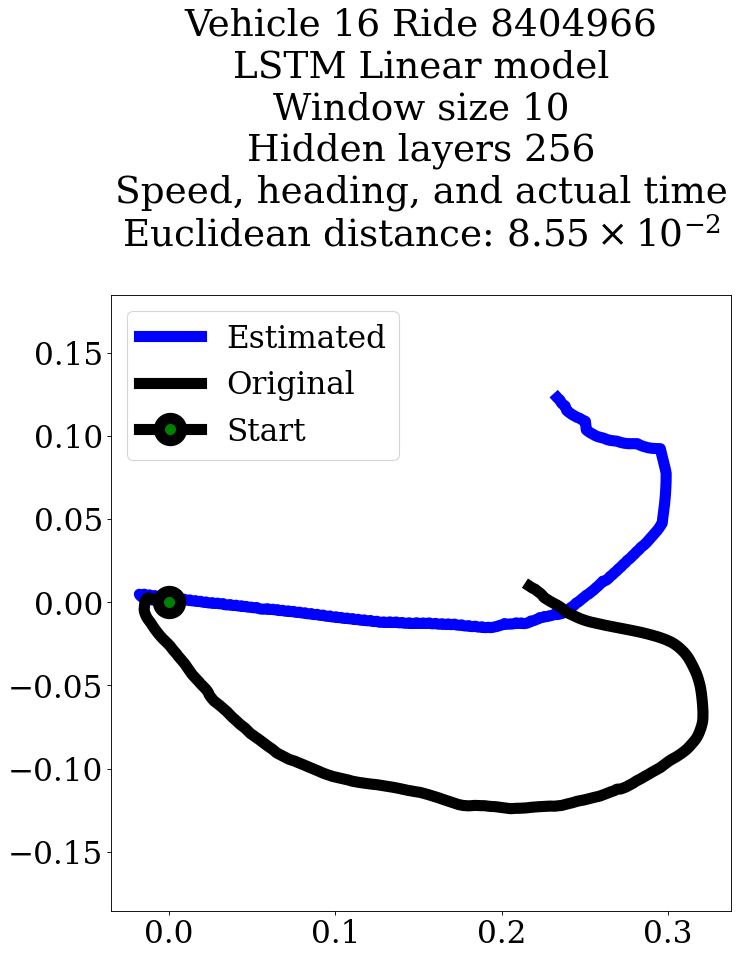 Vehicle 16 Ride 8404966
LSTM Linear model
Window size 10
Hidden layers 256
Speed, heading, and actual time
Euclidean distance: 8.55 × 10⁻²
Estimated
Original
Start
0.15
0.10
0.05
0.00
−0.05
−0.10
−0.15
0.0 0.1 0.2 0.3